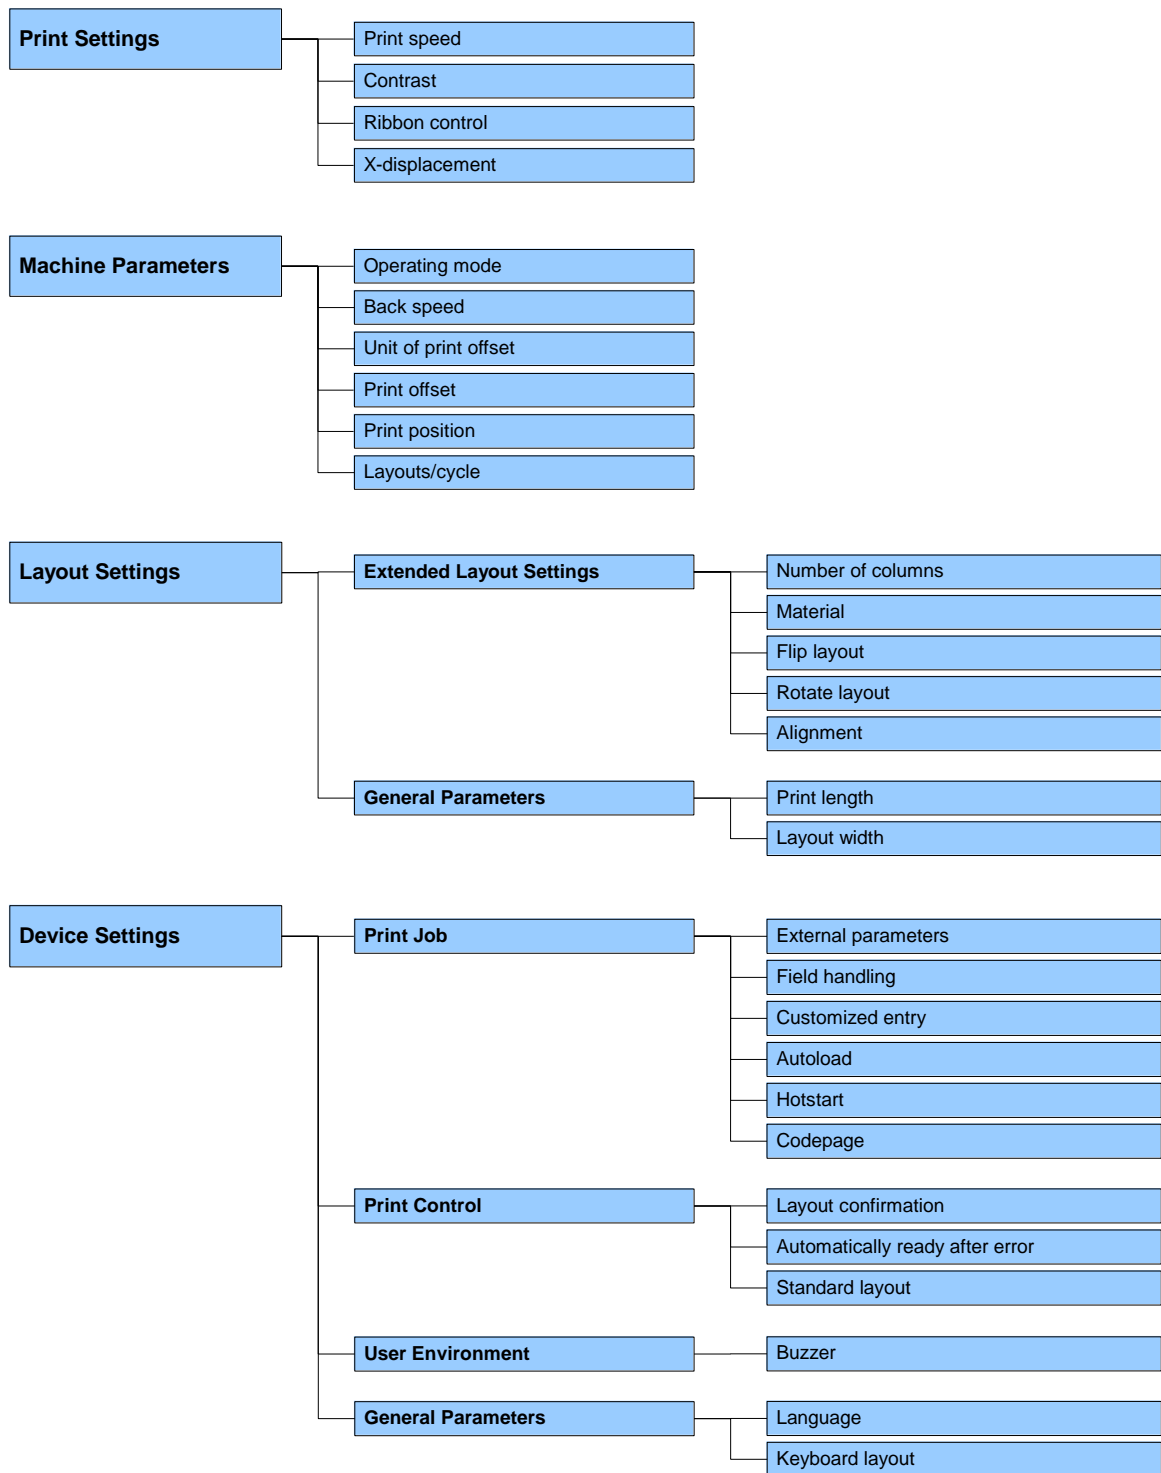 Print Settings
Print speed
Contrast
Ribbon control
X-displacement
Machine Parameters
Operating mode
Back speed
Unit of print offset
Print offset
Print position
Layouts/cycle
Layout Settings
Extended Layout Settings
Number of columns
Material
Flip layout
Rotate layout
Alignment
General Parameters
Print length
Layout width
Device Settings
Print Job
External parameters
Field handling
Customized entry
Autoload
Hotstart
Codepage
Print Control
Layout confirmation
Automatically ready after error
Standard layout
User Environment
Buzzer
General Parameters
Language
Keyboard layout